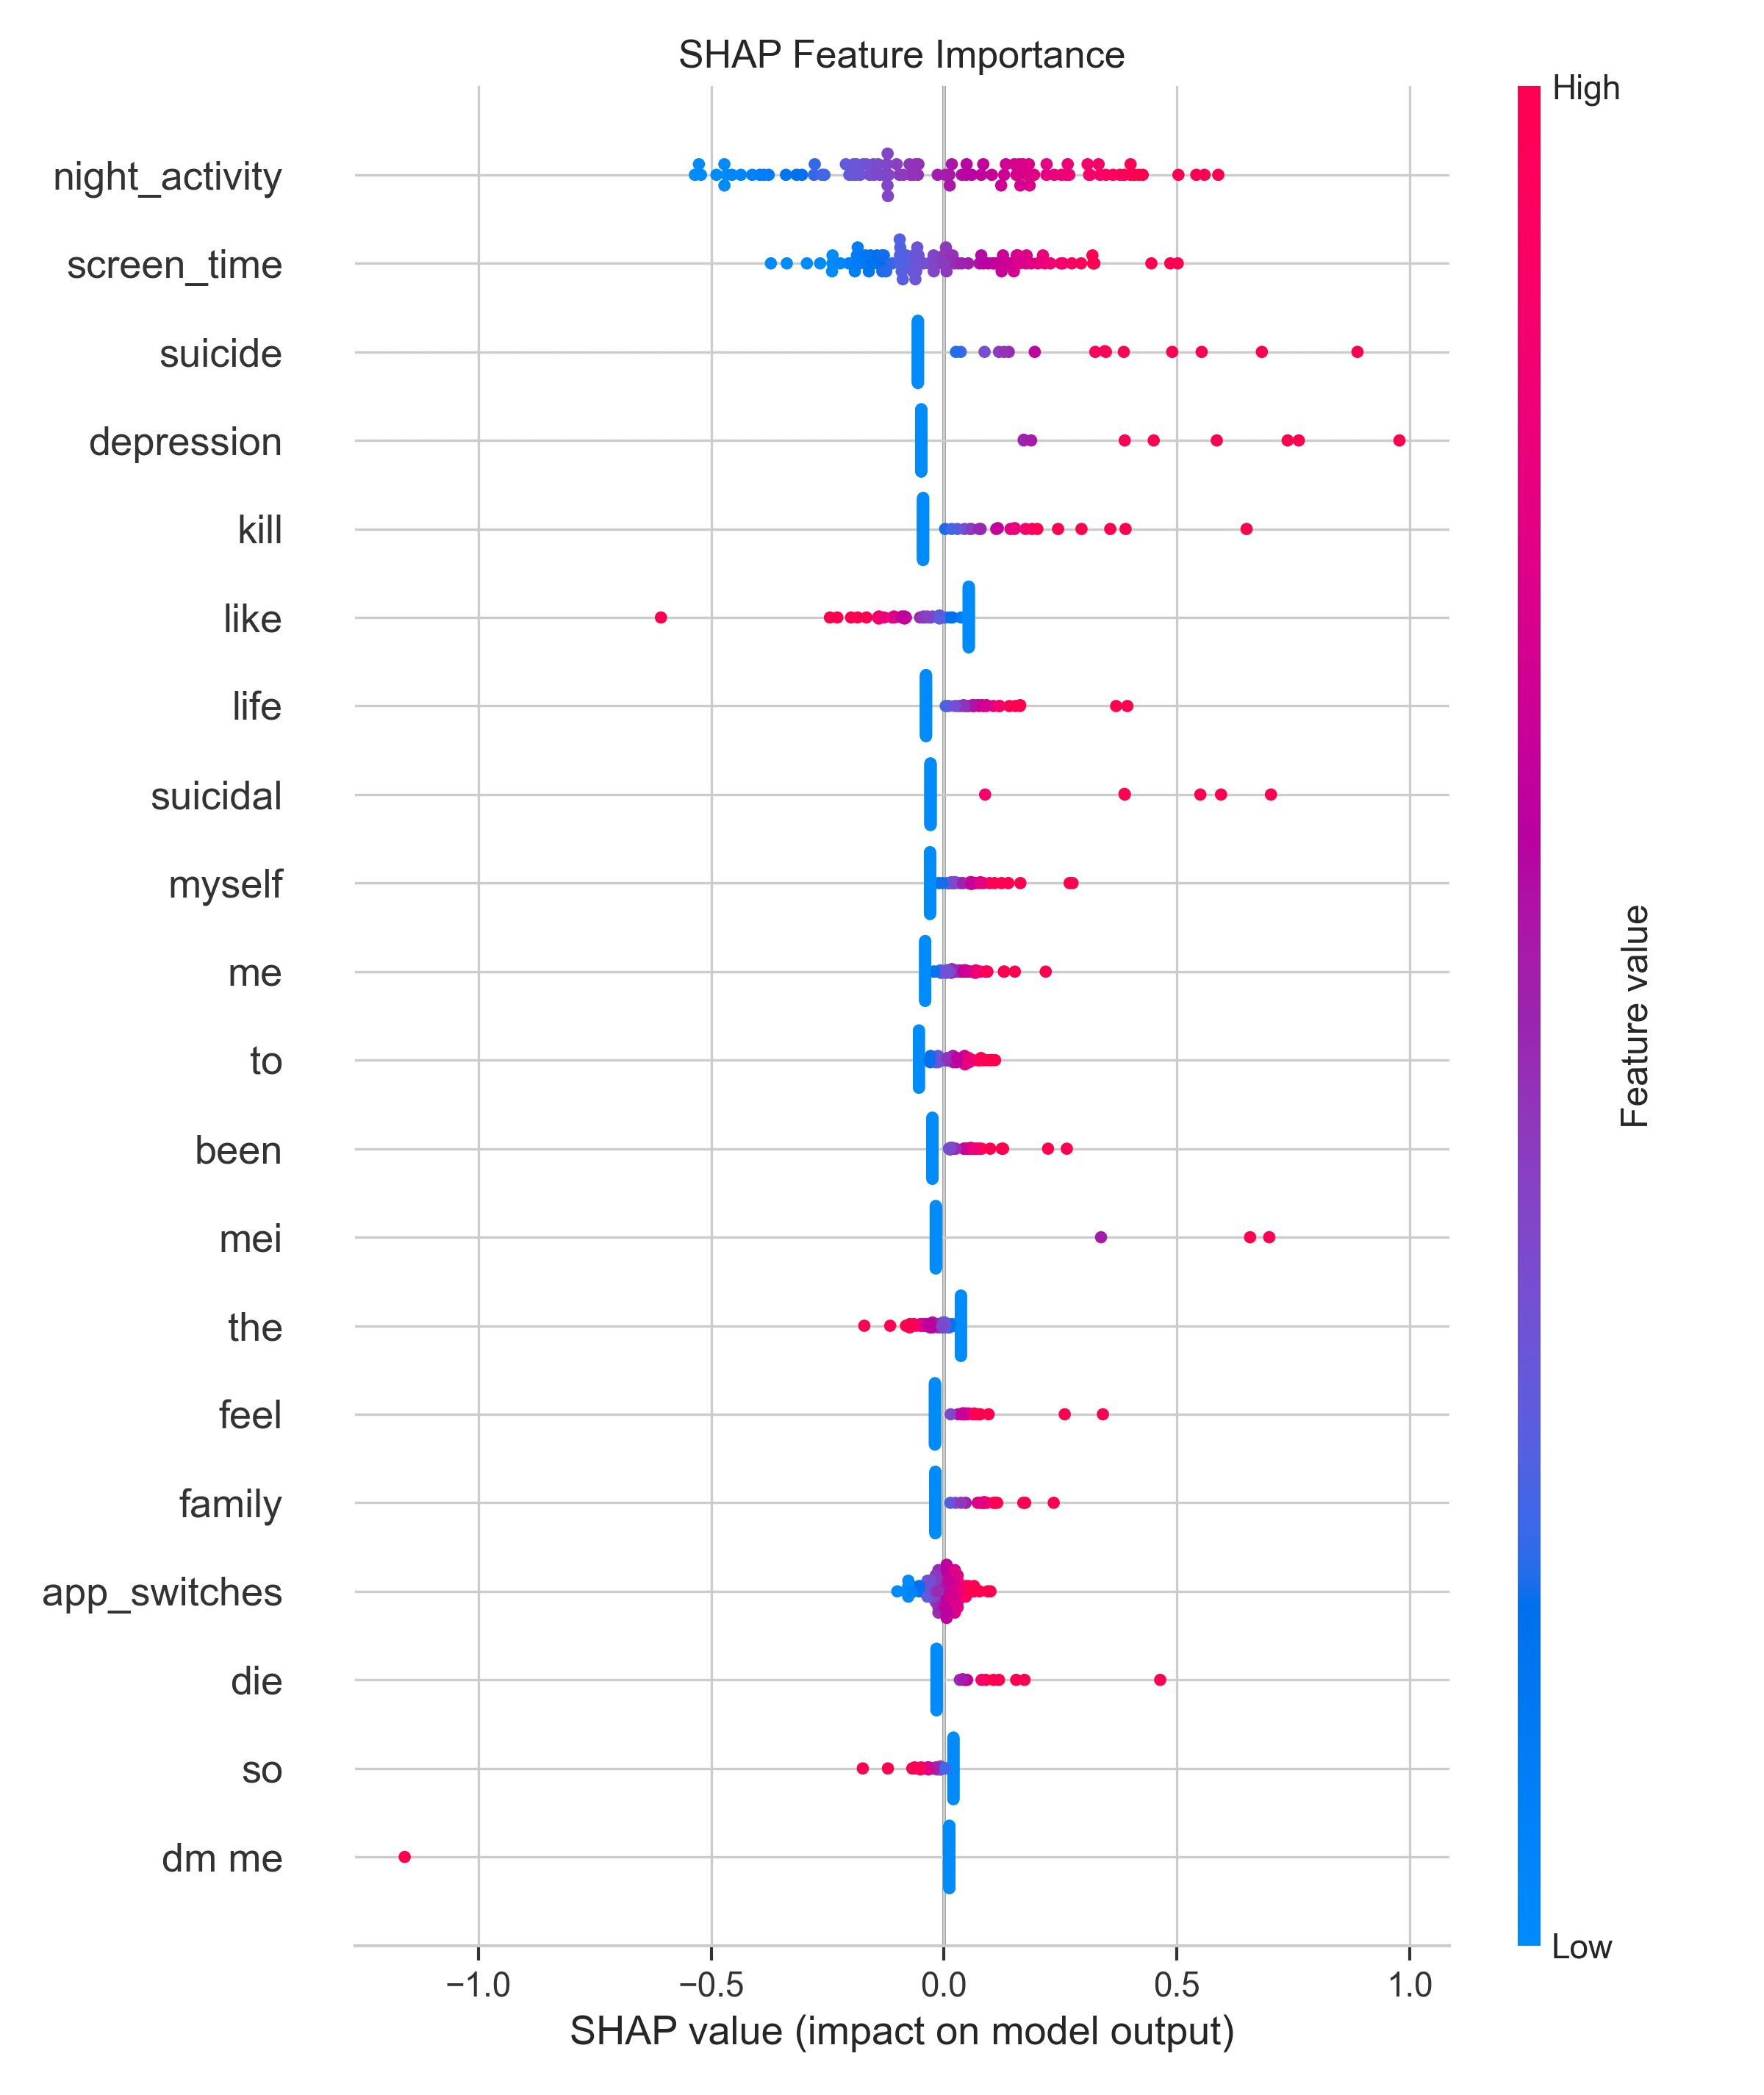 SHAP Feature Importance
High
night_activity
screen_time
suicide
depression
kill
like
life
suicidal
myself
me
to
been
mei
the
feel
family
app_switches
die
so
dm me
Feature value
Low
−1.0 −0.5 0.0 0.5 1.0
SHAP value (impact on model output)